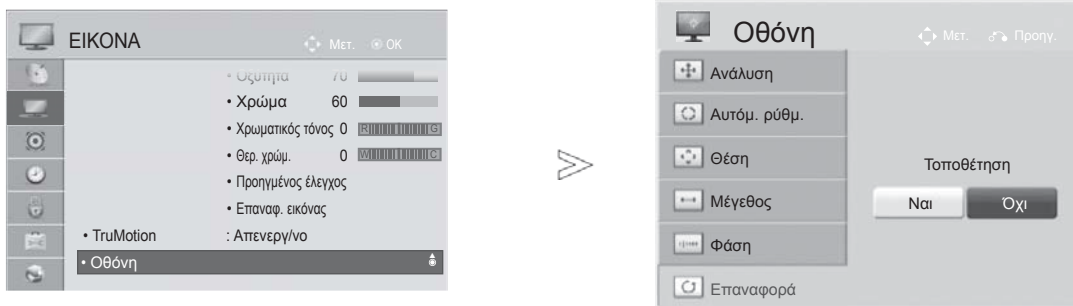 ΕΙΚΟΝΑ
Μετ. OK
• Οξύτητα 70
• Χρώμα 60
• Χρωματικός τόνος 0 R G
• Θερ. χρώμ. 0 W C
• Προηγμένος έλεγχος
• Επαναφ. εικόνας
• TruMotion : Απενεργ/νο
• Οθόνη
Οθόνη
Μετ. Προηγ.
Ανάλυση
Αυτόμ. ρύθμ.
Θέση
Μέγεθος
Φάση
Επαναφορά
Τοποθέτηση
Ναι Όχι